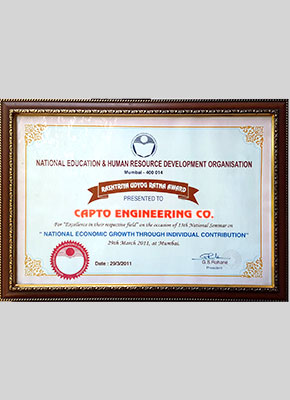 NATIONAL EDUCATION & HUMAN RESOURCE DEVELOPMENT ORGANISATION
Mumbai - 400 014
RASHTRIYA UDYOG RATNA AWARD
PRESENTED TO
CAPTO ENGINEERING CO.
For "Excellence in their respective field" on the occasion of 19th National Seminar on
" NATIONAL ECONOMIC GROWTH THROUGH INDIVIDUAL CONTRIBUTION"
29th March 2011, at Mumbai.
Date : 29/3/2011
G.S.Rohane
President